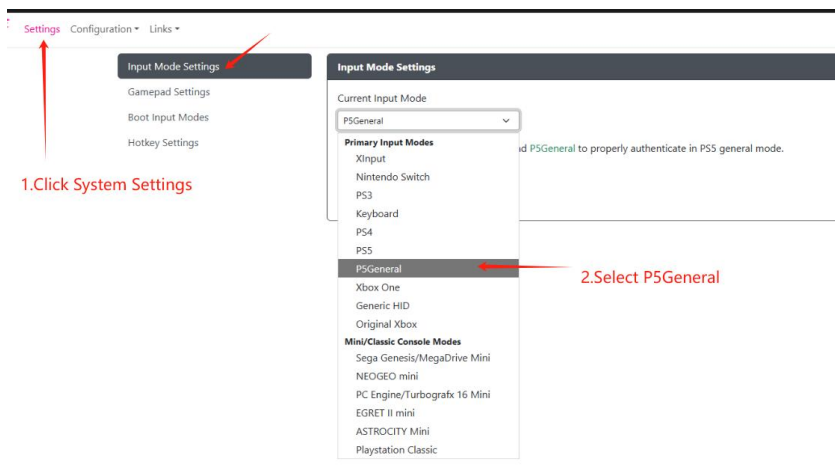 Settings Configuration Links
Input Mode Settings
Gamepad Settings
Boot Input Modes
Hotkey Settings
1.Click System Settings
Input Mode Settings
Current Input Mode
P5General
d P5General to properly authenticate in PS5 general mode.
Primary Input Modes
XInput
Nintendo Switch
PS3
Keyboard
PS4
PS5
P5General
Xbox One
Generic HID
Original Xbox
Mini/Classic Console Modes
Sega Genesis/MegaDrive Mini
NEOGEO mini
PC Engine/Turbografx 16 Mini
EGRET II mini
ASTROCITY Mini
Playstation Classic
2.Select P5General